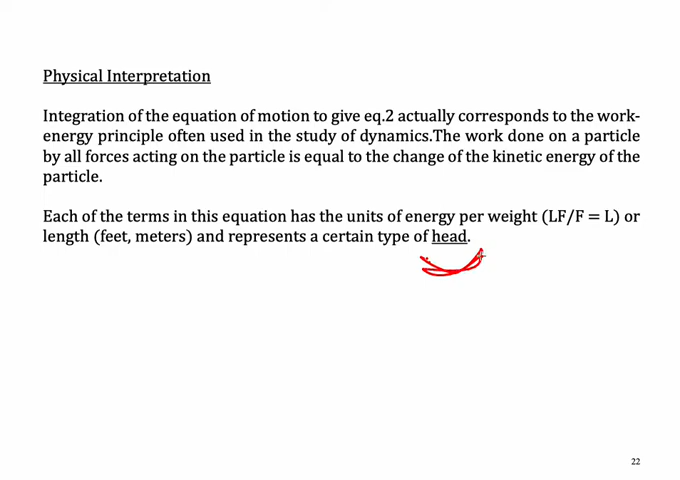 Physical Interpretation
Integration of the equation of motion to give eq.2 actually corresponds to the work-
energy principle often used in the study of dynamics.The work done on a particle
by all forces acting on the particle is equal to the change of the kinetic energy of the
particle.
Each of the terms in this equation has the units of energy per weight (LF/F = L) or
length (feet, meters) and represents a certain type of head.
22